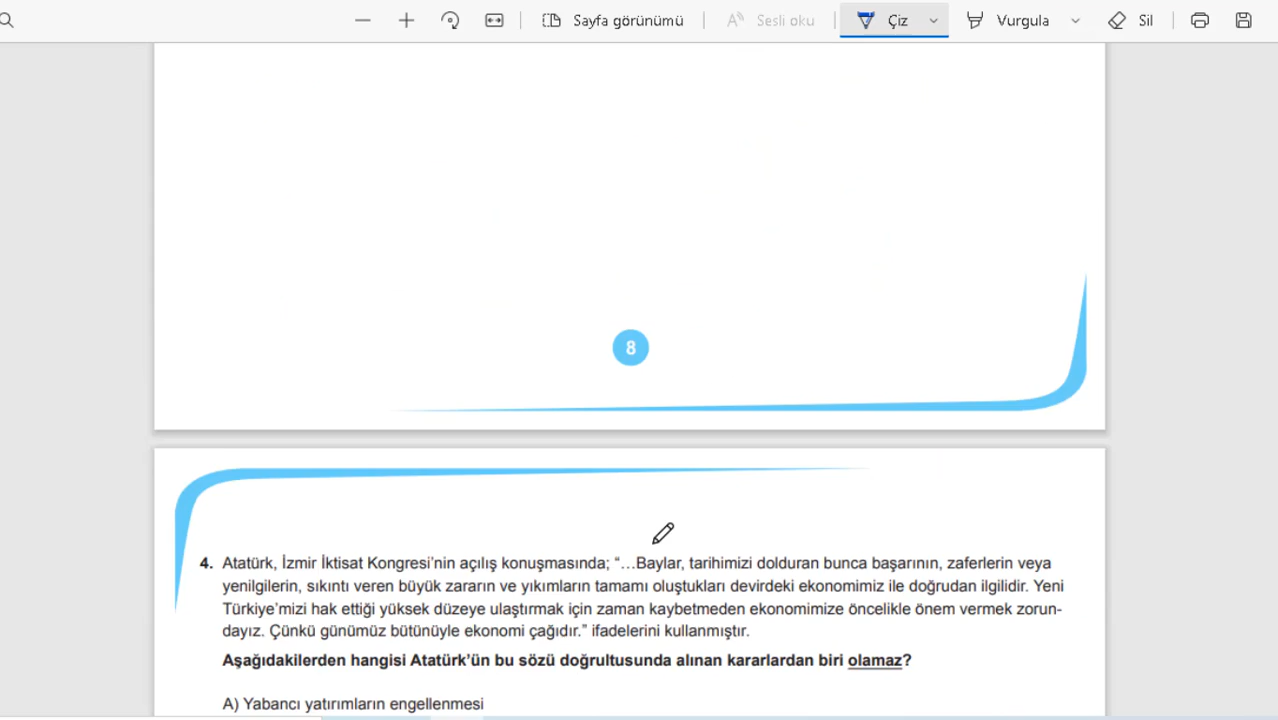 Sayfa görünümü
Sesli oku
Çiz
Vurgula
Sil
8
4. Atatürk, İzmir İktisat Kongresi'nin açılış konuşmasında; “…Baylar, tarihimizi dolduran bunca başarının, zaferlerin veya
yenilgilerin, sıkıntı veren büyük zararın ve yıkımların tamamı oluştukları devirdeki ekonomimiz ile doğrudan ilgilidir. Yeni
Türkiye'mizi hak ettiği yüksek düzeye ulaştırmak için zaman kaybetmeden ekonomimize öncelikle önem vermek zorun-
dayız. Çünkü günümüz bütünüyle ekonomi çağıdır.” ifadelerini kullanmıştır.
Aşağıdakilerden hangisi Atatürk'ün bu sözü doğrultusunda alınan kararlardan biri olamaz?
A) Yabancı yatırımların engellenmesi